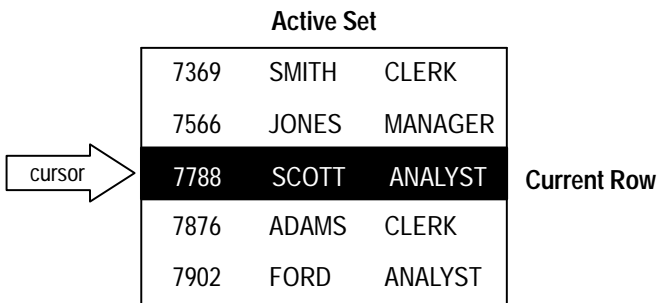 Active Set
7369 SMITH CLERK
7566 JONES MANAGER
cursor 7788 SCOTT ANALYST Current Row
7876 ADAMS CLERK
7902 FORD ANALYST